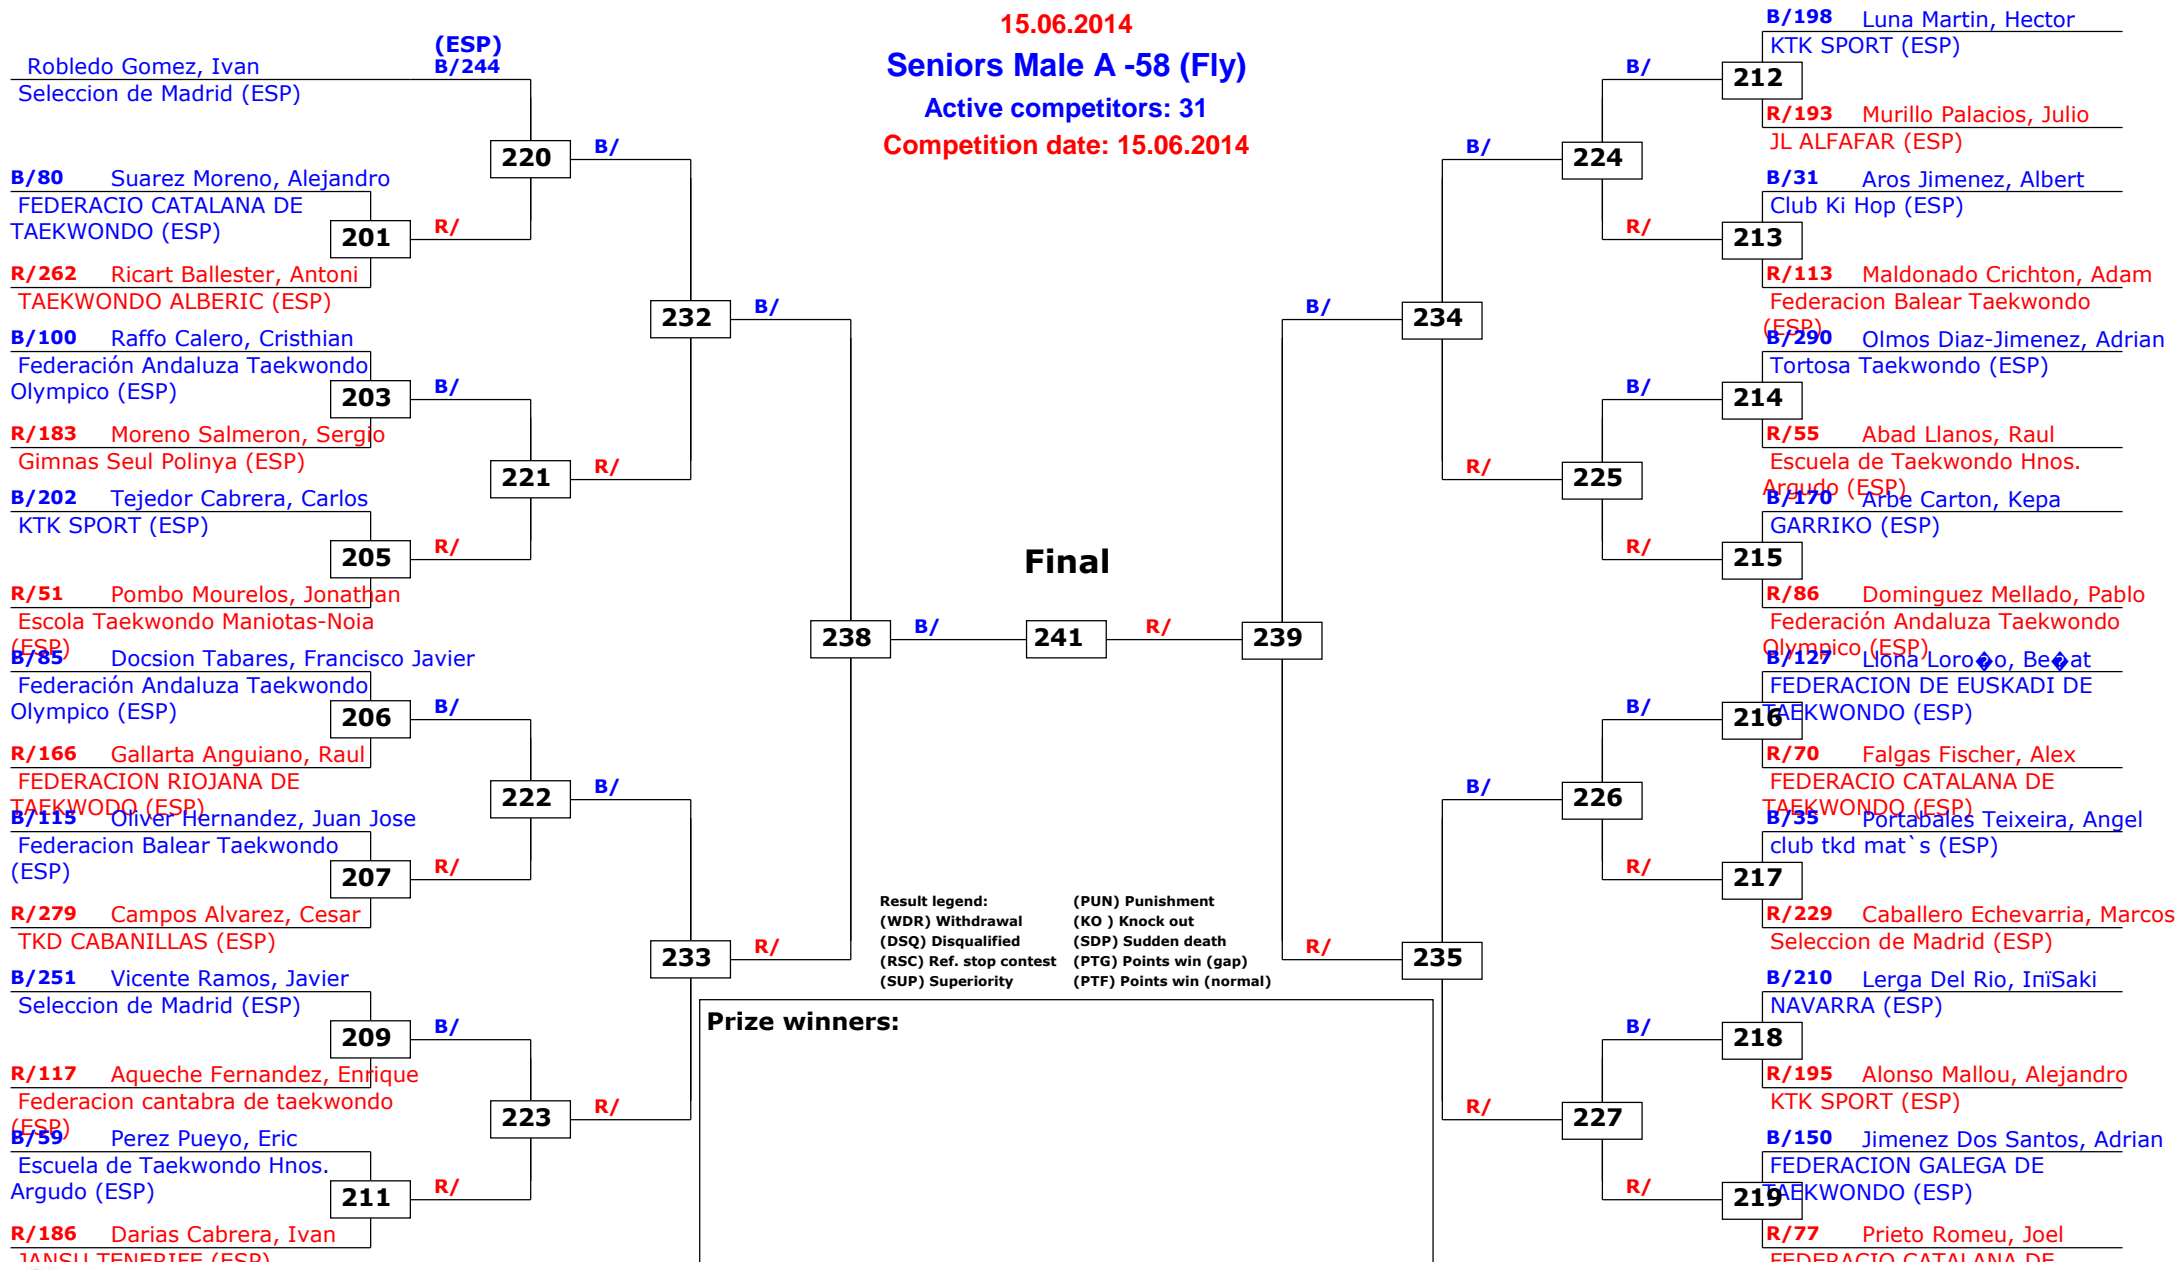 15.06.2014
Seniors Male A -58 (Fly)
Active competitors: 31
Competition date: 15.06.2014
(ESP)
Robledo Gomez, Ivan B/244
Seleccion de Madrid (ESP)
220
B/
B/80 Suarez Moreno, Alejandro
FEDERACIO CATALANA DE
TAEKWONDO (ESP)
201
R/
R/262 Ricart Ballester, Antoni
TAEKWONDO ALBERIC (ESP)
232
B/
B/100 Raffo Calero, Cristhian
Federación Andaluza Taekwondo
Olympico (ESP)
203
B/
R/183 Moreno Salmeron, Sergio
Gimnas Seul Polinya (ESP)
221
R/
B/202 Tejedor Cabrera, Carlos
KTK SPORT (ESP)
205
R/
R/51 Pombo Mourelos, Jonathan
Escola Taekwondo Maniotas-Noia
(ESP)
238
B/
B/85 Docsion Tabares, Francisco Javier
Federación Andaluza Taekwondo
Olympico (ESP)
206
B/
R/166 Gallarta Anguiano, Raul
FEDERACION RIOJANA DE
TAEKWODO (ESP)
222
B/
B/115 Oliver Hernandez, Juan Jose
Federacion Balear Taekwondo
(ESP)
207
R/
R/279 Campos Alvarez, Cesar
TKD CABANILLAS (ESP)
233
R/
B/251 Vicente Ramos, Javier
Seleccion de Madrid (ESP)
209
B/
R/117 Aqueche Fernandez, Enrique
Federacion cantabra de taekwondo
(ESP)
223
R/
B/59 Perez Pueyo, Eric
Escuela de Taekwondo Hnos.
Argudo (ESP)
211
R/
R/186 Darias Cabrera, Ivan
JANSU TENERIFE (ESP)
Final
241
R/
239
Result legend:
(WDR) Withdrawal
(DSQ) Disqualified
(RSC) Ref. stop contest
(SUP) Superiority
(PUN) Punishment
(KO ) Knock out
(SDP) Sudden death
(PTG) Points win (gap)
(PTF) Points win (normal)
Prize winners:
B/198 Luna Martin, Hector
KTK SPORT (ESP)
B/
212
R/193 Murillo Palacios, Julio
JL ALFAFAR (ESP)
B/
224
B/31 Aros Jimenez, Albert
Club Ki Hop (ESP)
R/
213
R/113 Maldonado Crichton, Adam
Federacion Balear Taekwondo
(ESP)
B/
234
B/290 Olmos Diaz-Jimenez, Adrian
Tortosa Taekwondo (ESP)
B/
214
R/55 Abad Llanos, Raul
Escuela de Taekwondo Hnos.
Argudo (ESP)
R/
225
B/170 Arbe Carton, Kepa
GARRIKO (ESP)
R/
215
R/86 Dominguez Mellado, Pablo
Federación Andaluza Taekwondo
Olympico (ESP)
B/127 Llona Loro�o, Be�at
FEDERACION DE EUSKADI DE
TAEKWONDO (ESP)
B/
216
R/70 Falgas Fischer, Alex
FEDERACIO CATALANA DE
TAEKWONDO (ESP)
B/
226
B/35 Portabales Teixeira, Angel
club tkd mat`s (ESP)
R/
217
R/229 Caballero Echevarria, Marcos
Seleccion de Madrid (ESP)
R/
235
B/210 Lerga Del Rio, InïSaki
NAVARRA (ESP)
B/
218
R/195 Alonso Mallou, Alejandro
KTK SPORT (ESP)
R/
227
B/150 Jimenez Dos Santos, Adrian
FEDERACION GALEGA DE
TAEKWONDO (ESP)
R/
219
R/77 Prieto Romeu, Joel
FEDERACIO CATALANA DE